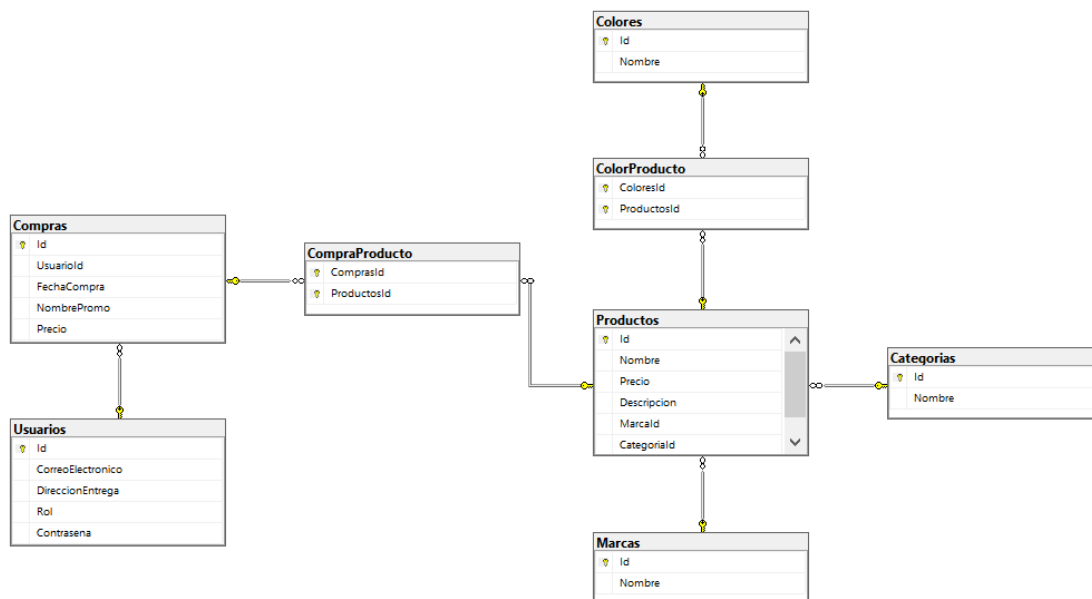 Colores
Id
Nombre
ColorProducto
ColoresId
ProductosId
Compras
Id
UsuarioId
FechaCompra
NombrePromo
Precio
CompraProducto
ComprasId
ProductosId
Productos
Id
Nombre
Precio
Descripcion
MarcaId
CategoriaId
Categorias
Id
Nombre
Usuarios
Id
CorreoElectronico
DireccionEntrega
Rol
Contrasena
Marcas
Id
Nombre